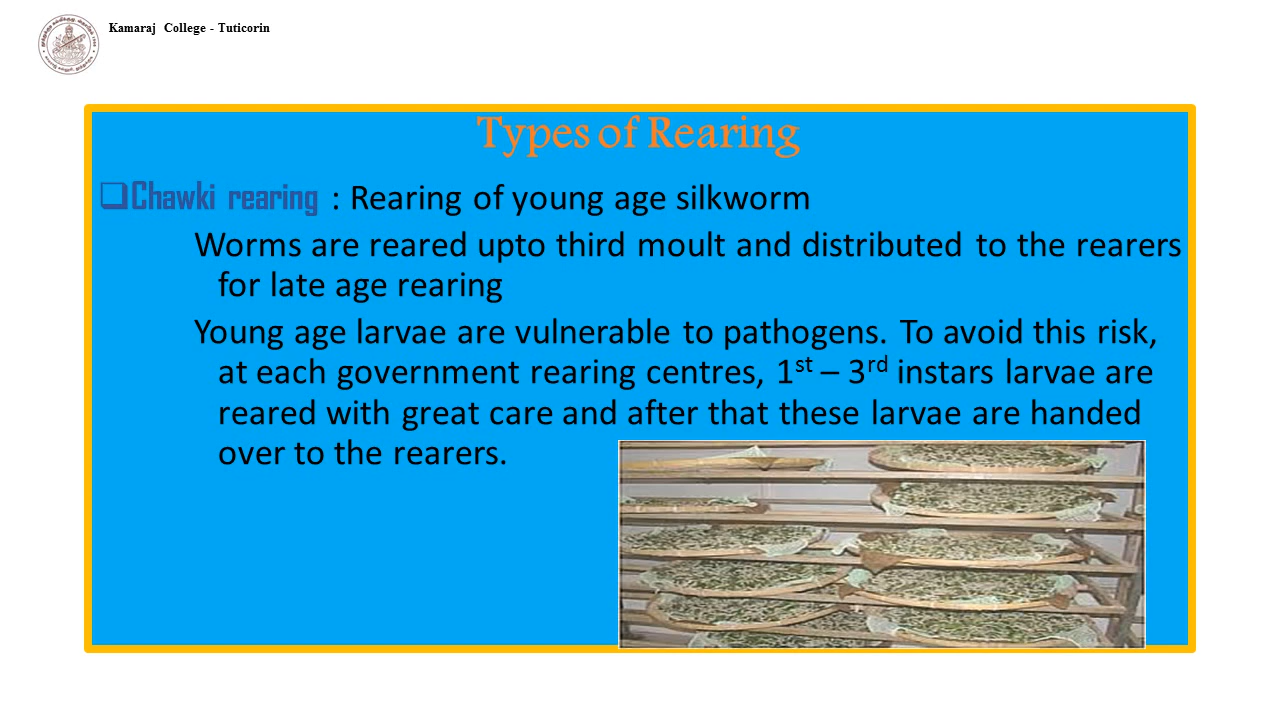 Kamaraj College - Tuticorin
Types of Rearing
Chawki rearing : Rearing of young age silkworm
Worms are reared upto third moult and distributed to the rearers
for late age rearing
Young age larvae are vulnerable to pathogens. To avoid this risk,
at each government rearing centres, 1st – 3rd instars larvae are
reared with great care and after that these larvae are handed
over to the rearers.